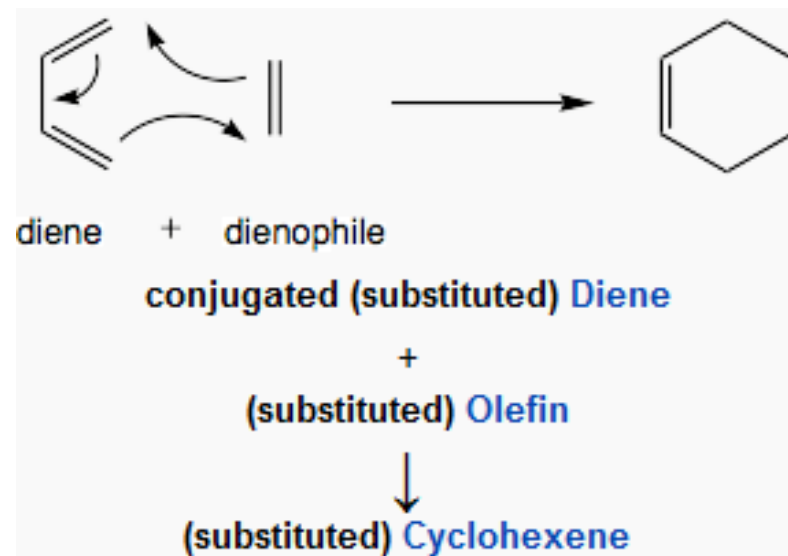 diene + dienophile
conjugated (substituted) Diene
+
(substituted) Olefin
↓
(substituted) Cyclohexene